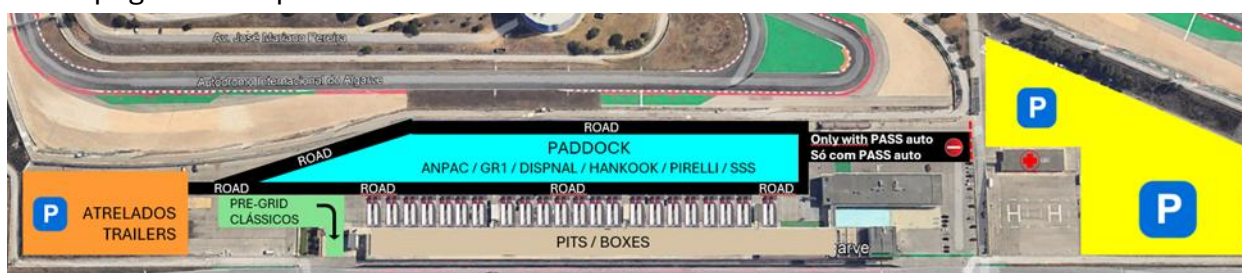 Av. José Mariano Pereira
Autódromo Internacional do Algarve
P
ROAD
Only with PASS auto
Só com PASS auto
PADDOCK
ROAD
ANPAC / GR1 / DISPNAL / HANKOOK / PIRELLI / SSS
ROAD
ROAD
ROAD
ROAD
P
ATRELADOS
TRAILERS
PRE-GRID
CLÁSSICOS
PITS / BOXES
garve
H
H
P